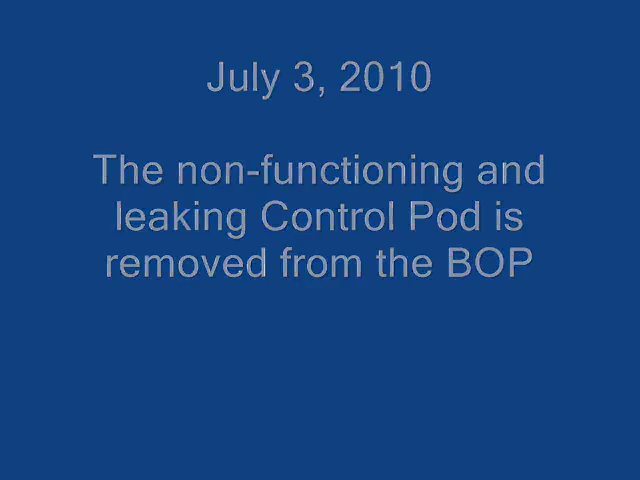 July 3, 2010
The non-functioning and
leaking Control Pod is
removed from the BOP